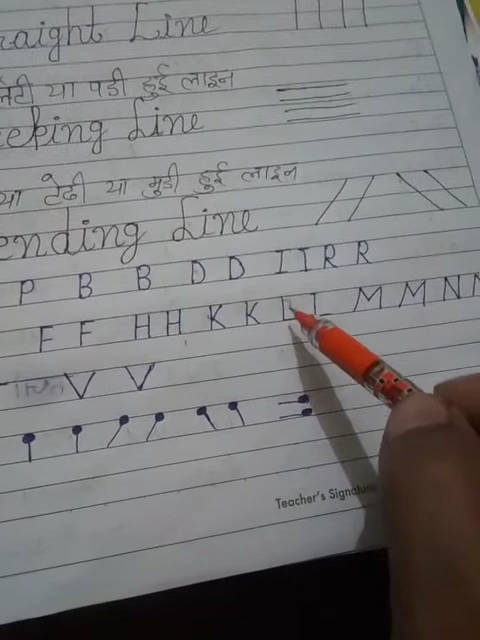 raight Line
लेटी या पडी हुई लाइन
eeping Line
या टेढी या मुडी हुई लाइन
ending Line
P B B D D I I R R
F F H H K K L L M M N N
V V
Teacher's Signature